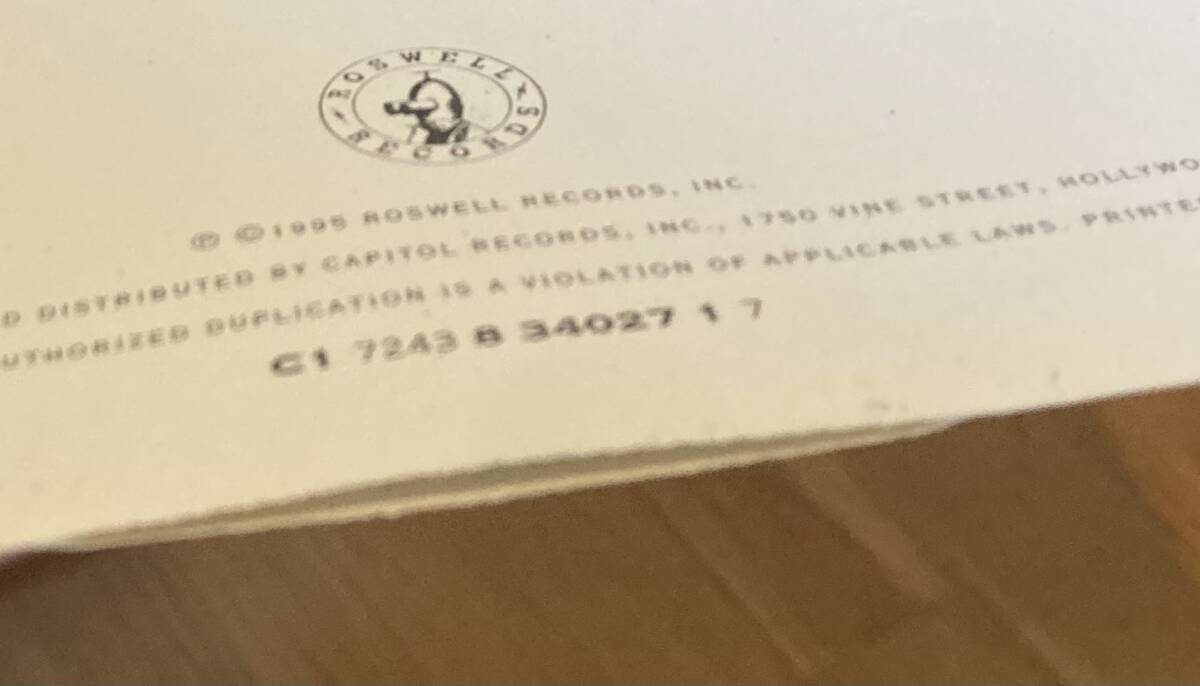 ROSWELL RECORDS
℗ ©1995 ROSWELL RECORDS, INC.
D DISTRIBUTED BY CAPITOL RECORDS, INC., 1750 VINE STREET, HOLLYWO
UTHORIZED DUPLICATION IS A VIOLATION OF APPLICABLE LAWS. PRINTE
C1 7243 8 34027 1 7